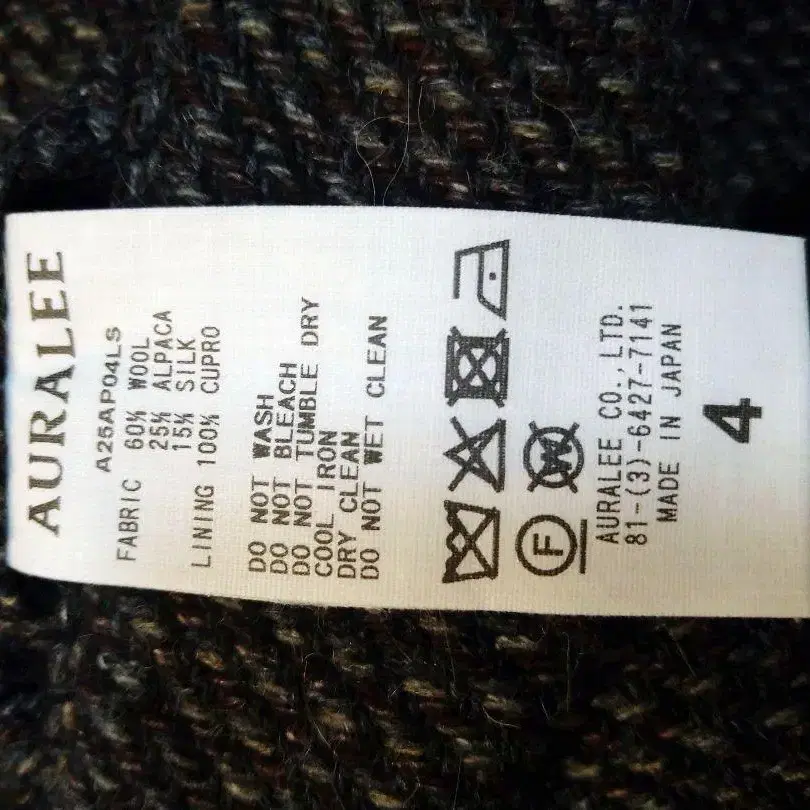 AURALEE
A25AP04LS
FABRIC 60% WOOL
25% ALPACA
15% SILK
LINING 100% CUPRO
DO NOT WASH
DO NOT BLEACH
DO NOT TUMBLE DRY
COOL IRON
DRY CLEAN
DO NOT WET CLEAN
F W
AURALEE CO.,LTD.
81-(3)-6427-7141
MADE IN JAPAN
4